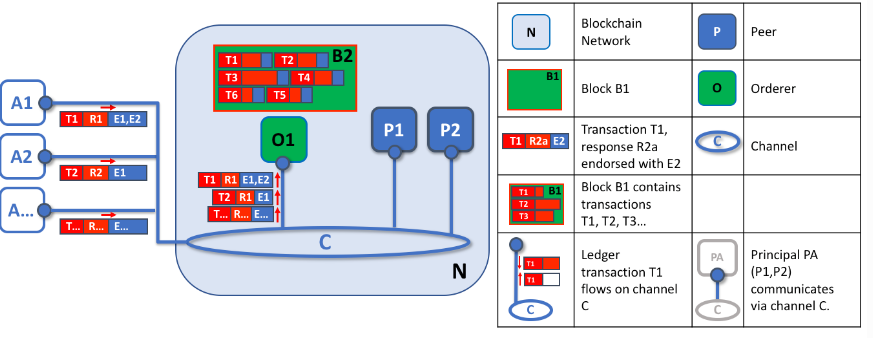 B2
T1 T2
T3 T4
T6 T5
A1
T1 R1 E1,E2
A2
T2 R2 E1
A...
T... R... E...
O1
P1
P2
T1 R1 E1,E2
T2 R1 E1
T... R... E...
C
N
N
Blockchain
Network
P
Peer
B1
Block B1
O
Orderer
T1 R2a E2
Transaction T1,
response R2a
endorsed with E2
C
Channel
T1 B1
T2
T3
Block B1 contains
transactions
T1, T2, T3...
T1
T1
C
Ledger
transaction T1
flows on channel
C
PA
C
Principal PA
(P1,P2)
communicates
via channel C.